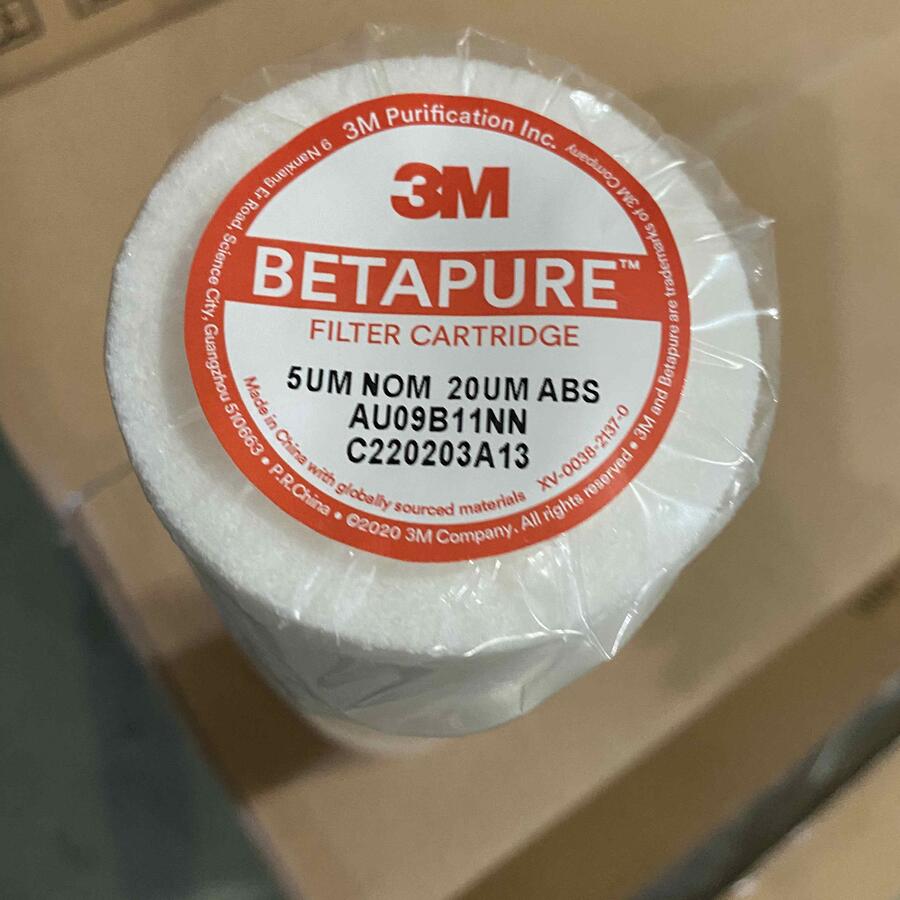 3M Purification Inc.
9 Nanxiang Er Road, Science City, Guangzhou 510663 • P.R.China • ©2020 3M Company. All rights reserved • 3M and Betapure are trademarks of 3M Company
3M
BETAPURE™
FILTER CARTRIDGE
5UM NOM 20UM ABS
AU09B11NN
C220203A13
Made in China with globally sourced materials
XV-0038-2137-0